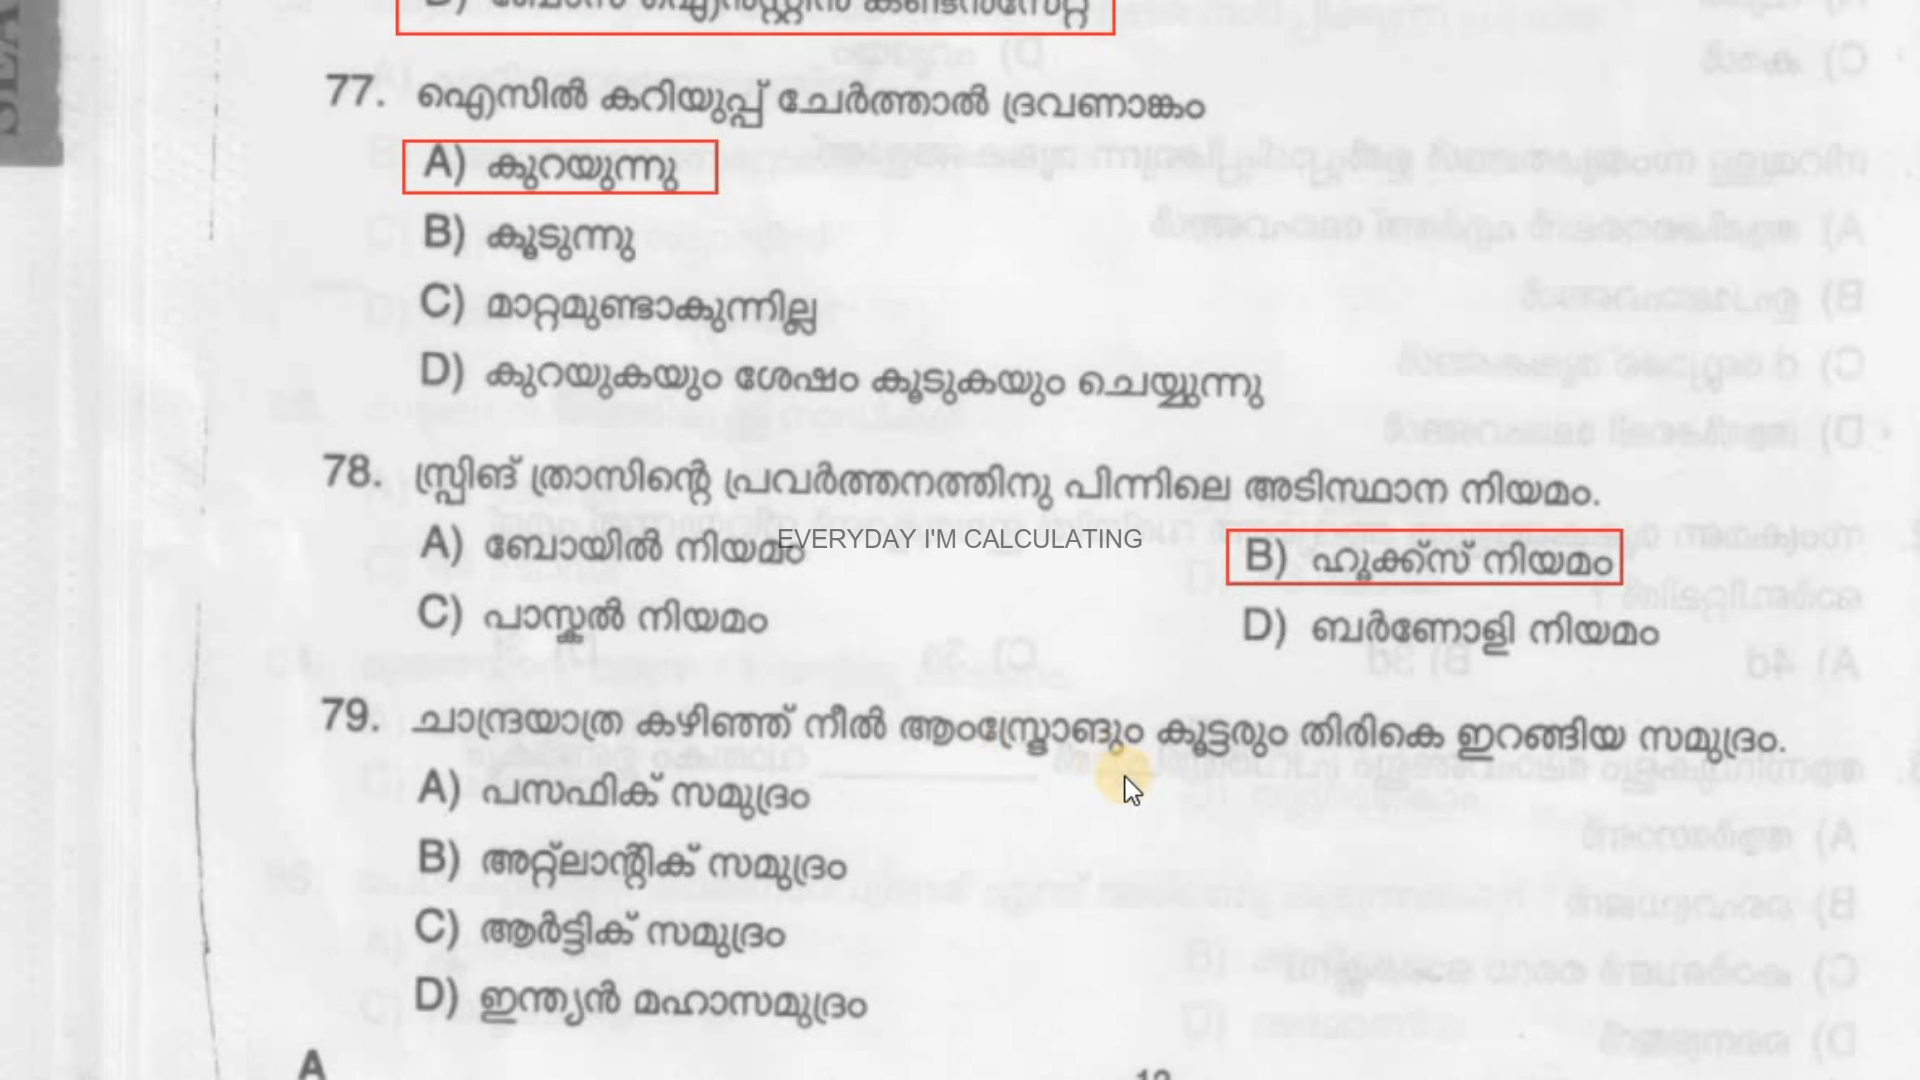 77. ഐസിൽ കറിയുപ്പ് ചേർത്താൽ ദ്രവണാങ്കം
A) കുറയുന്നു
B) കൂടുന്നു
C) മാറ്റമുണ്ടാകുന്നില്ല
D) കുറയുകയും ശേഷം കൂടുകയും ചെയ്യുന്നു
78. സ്പ്രിങ് ത്രാസിന്റെ പ്രവർത്തനത്തിനു പിന്നിലെ അടിസ്ഥാന നിയമം.
A) ബോയിൽ നിയമം
EVERYDAY I'M CALCULATING
B) ഹൂക്ക്സ് നിയമം
C) പാസ്കൽ നിയമം
D) ബർണോളി നിയമം
79. ചാന്ദ്രയാത്ര കഴിഞ്ഞ് നീൽ ആംസ്ട്രോങും കൂട്ടരും തിരികെ ഇറങ്ങിയ സമുദ്രം.
A) പസഫിക് സമുദ്രം
B) അറ്റ്ലാന്റിക് സമുദ്രം
C) ആർട്ടിക് സമുദ്രം
D) ഇന്ത്യൻ മഹാസമുദ്രം
A